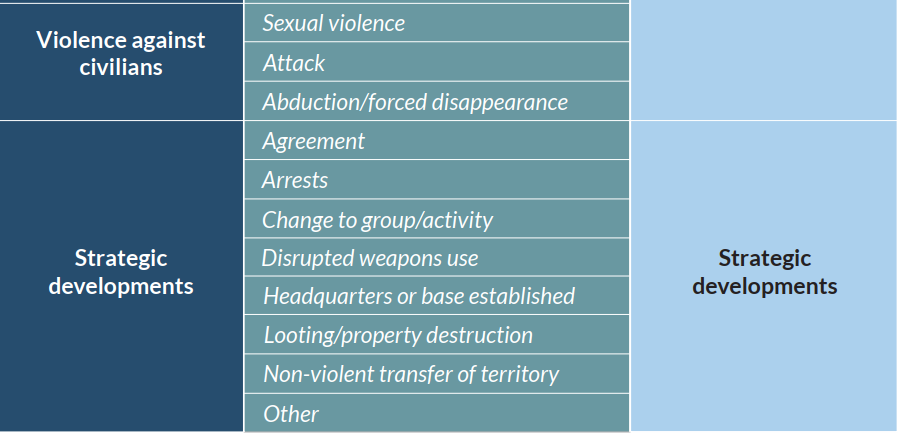 Violence against
civilians
Sexual violence
Attack
Abduction/forced disappearance
Strategic
developments
Agreement
Arrests
Change to group/activity
Disrupted weapons use
Headquarters or base established
Looting/property destruction
Non-violent transfer of territory
Other
Strategic
developments